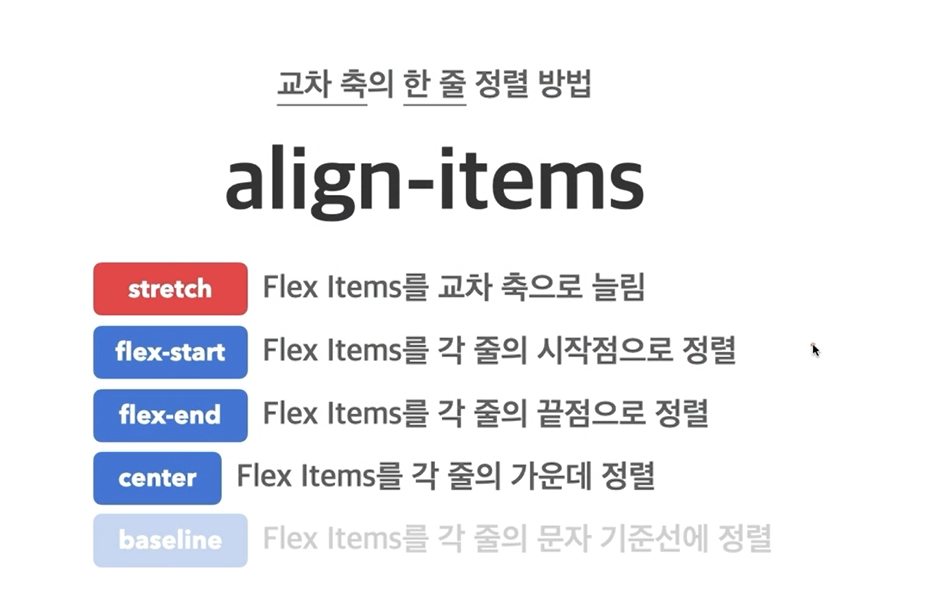 교차 축의 한 줄 정렬 방법
align-items
stretch Flex Items를 교차 축으로 늘림
flex-start Flex Items를 각 줄의 시작점으로 정렬
flex-end Flex Items를 각 줄의 끝점으로 정렬
center Flex Items를 각 줄의 가운데 정렬
baseline Flex Items를 각 줄의 문자 기준선에 정렬